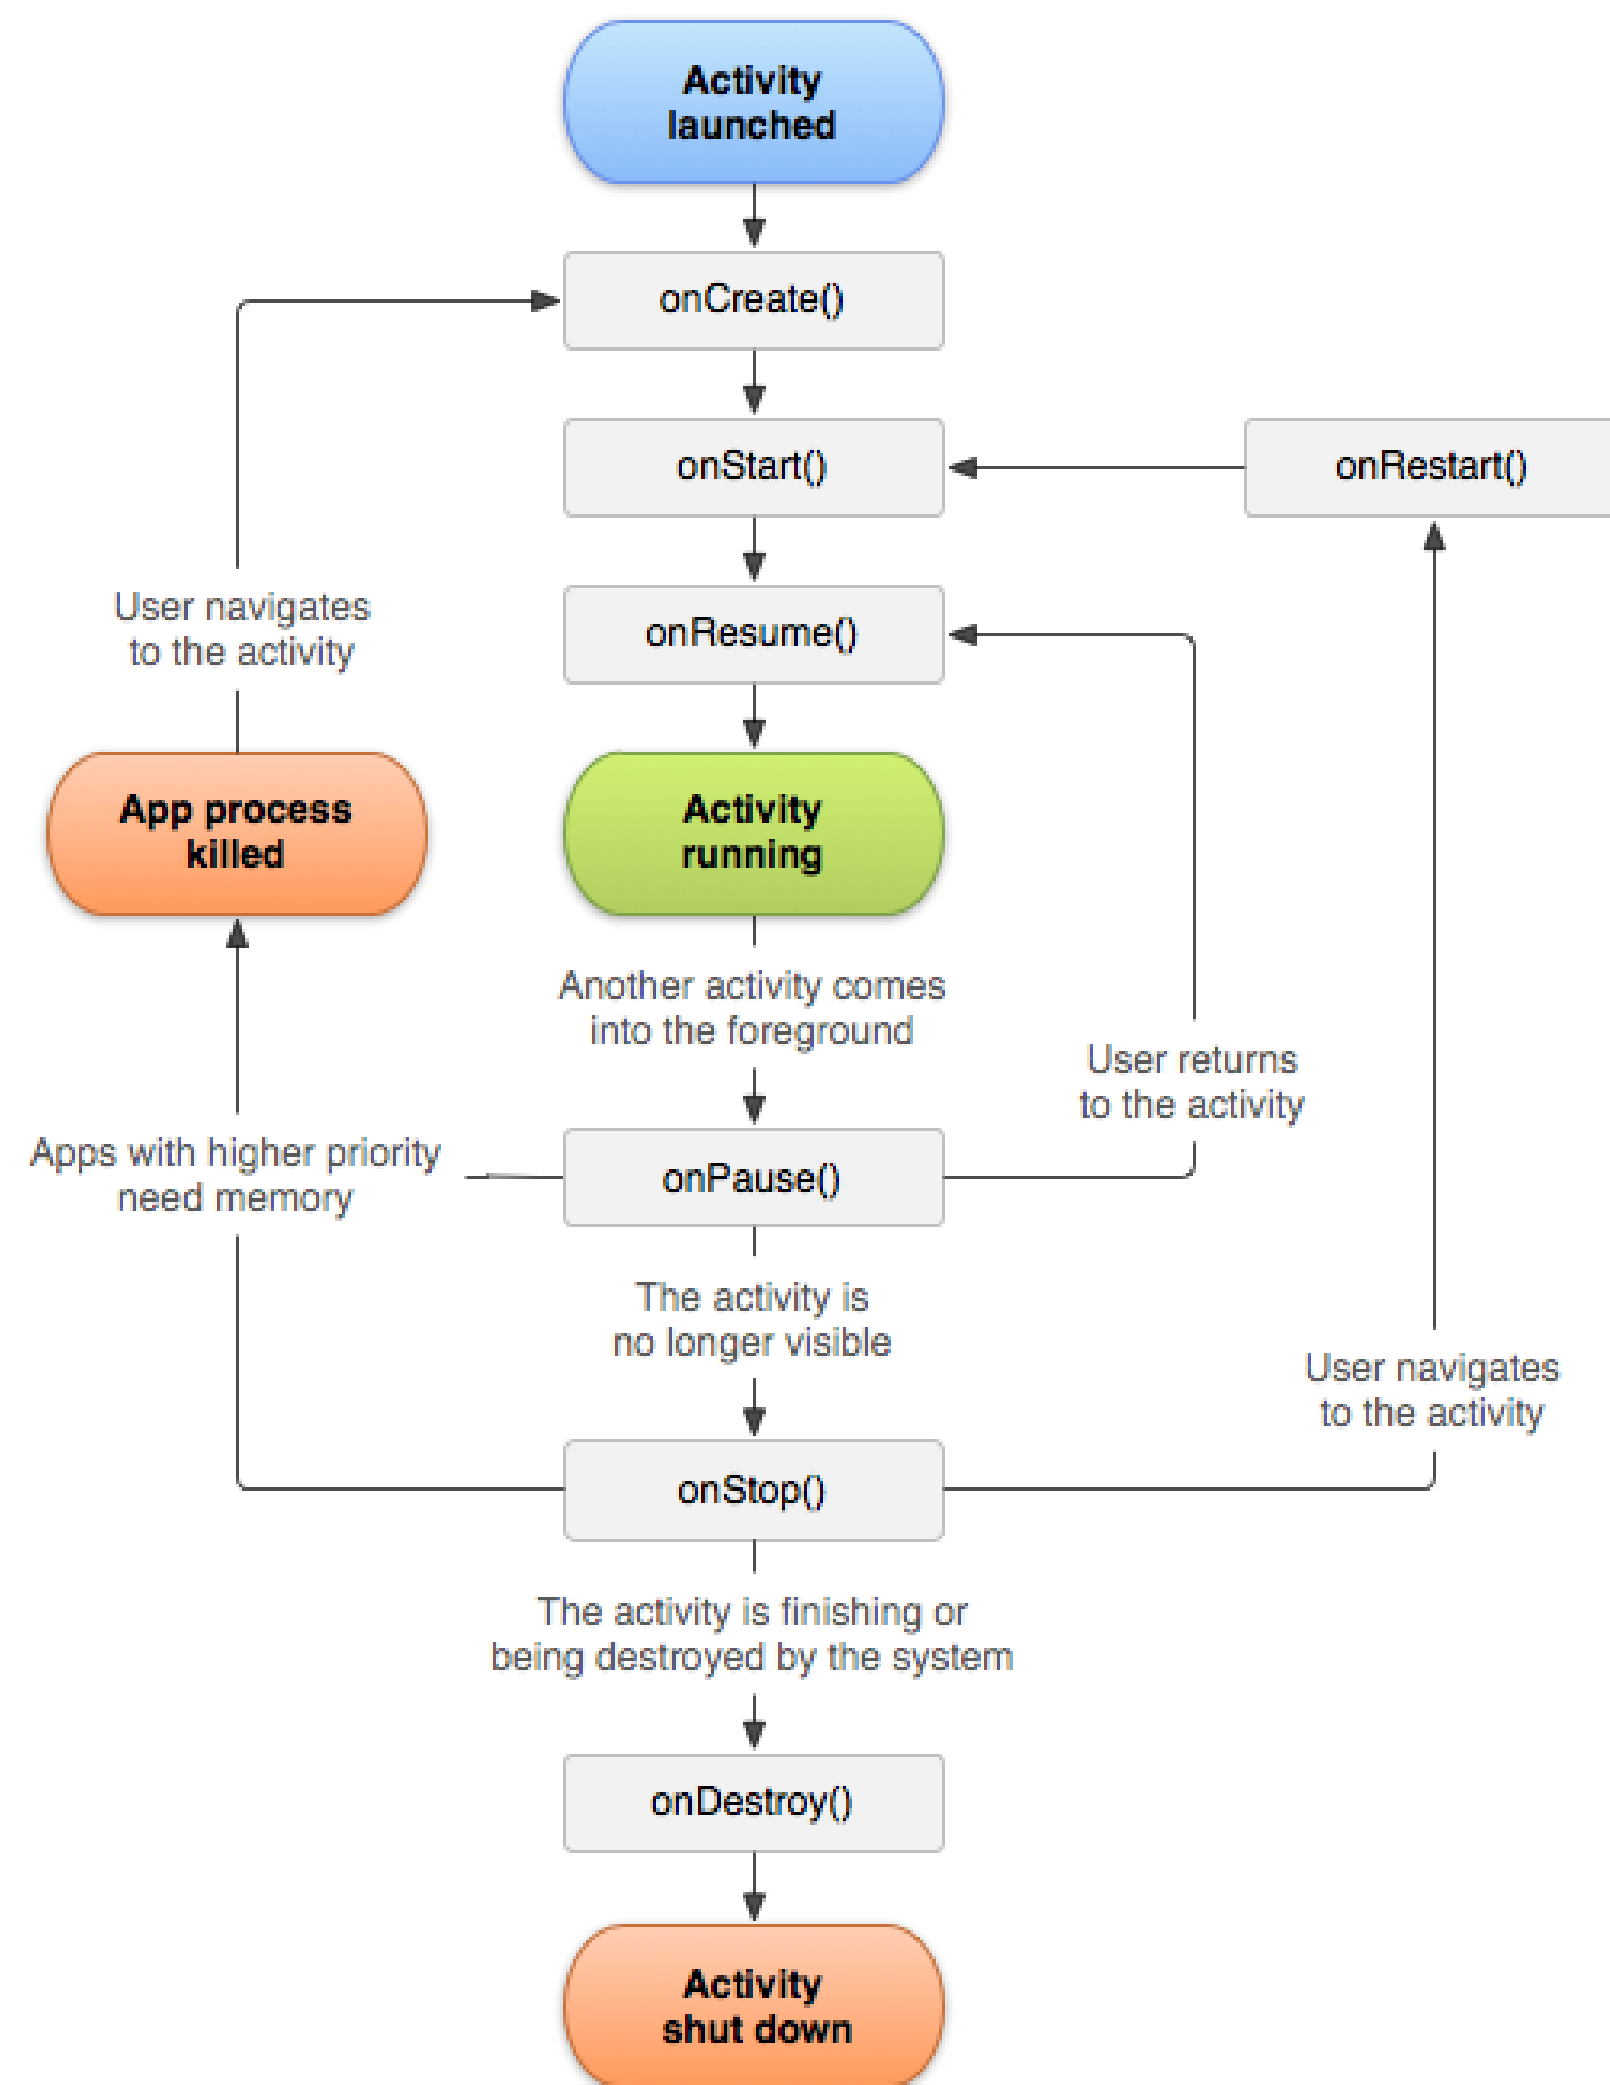 Activity
launched
onCreate()
onStart()
onRestart()
User navigates
to the activity
onResume()
App process
killed
Activity
running
Another activity comes
into the foreground
User returns
to the activity
Apps with higher priority
need memory
onPause()
The activity is
no longer visible
User navigates
to the activity
onStop()
The activity is finishing or
being destroyed by the system
onDestroy()
Activity
shut down